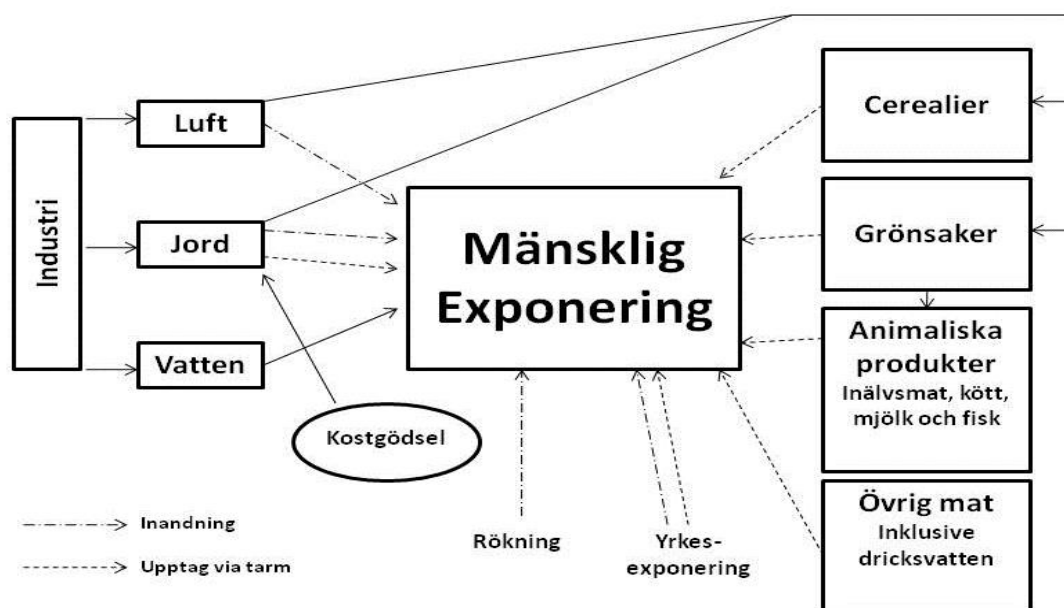 Industri
Luft
Jord
Vatten
Kostgödsel
Mänsklig
Exponering
Cerealier
Grönsaker
Animaliska
produkter
Inälvsmat, kött,
mjölk och fisk
Övrig mat
Inklusive
dricksvatten
Rökning
Yrkes-
exponering
Inandning
Upptag via tarm